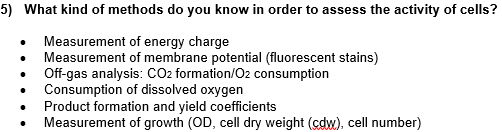 5) What kind of methods do you know in order to assess the activity of cells?
• Measurement of energy charge
• Measurement of membrane potential (fluorescent stains)
• Off-gas analysis: CO2 formation/O2 consumption
• Consumption of dissolved oxygen
• Product formation and yield coefficients
• Measurement of growth (OD, cell dry weight (cdw), cell number)